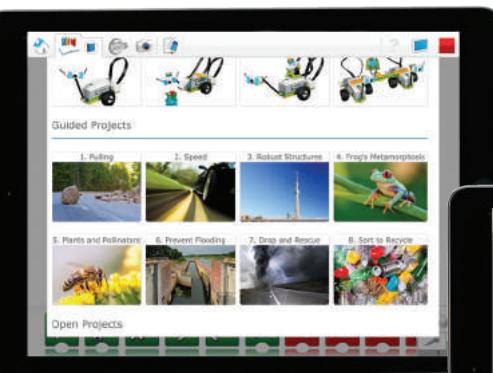 Guided Projects
1. Pulling
2. Speed
3. Robust Structures
4. Frog's Metamorphosis
5. Plants and Pollinators
6. Prevent Flooding
7. Drop and Rescue
8. Sort to Recycle
Open Projects